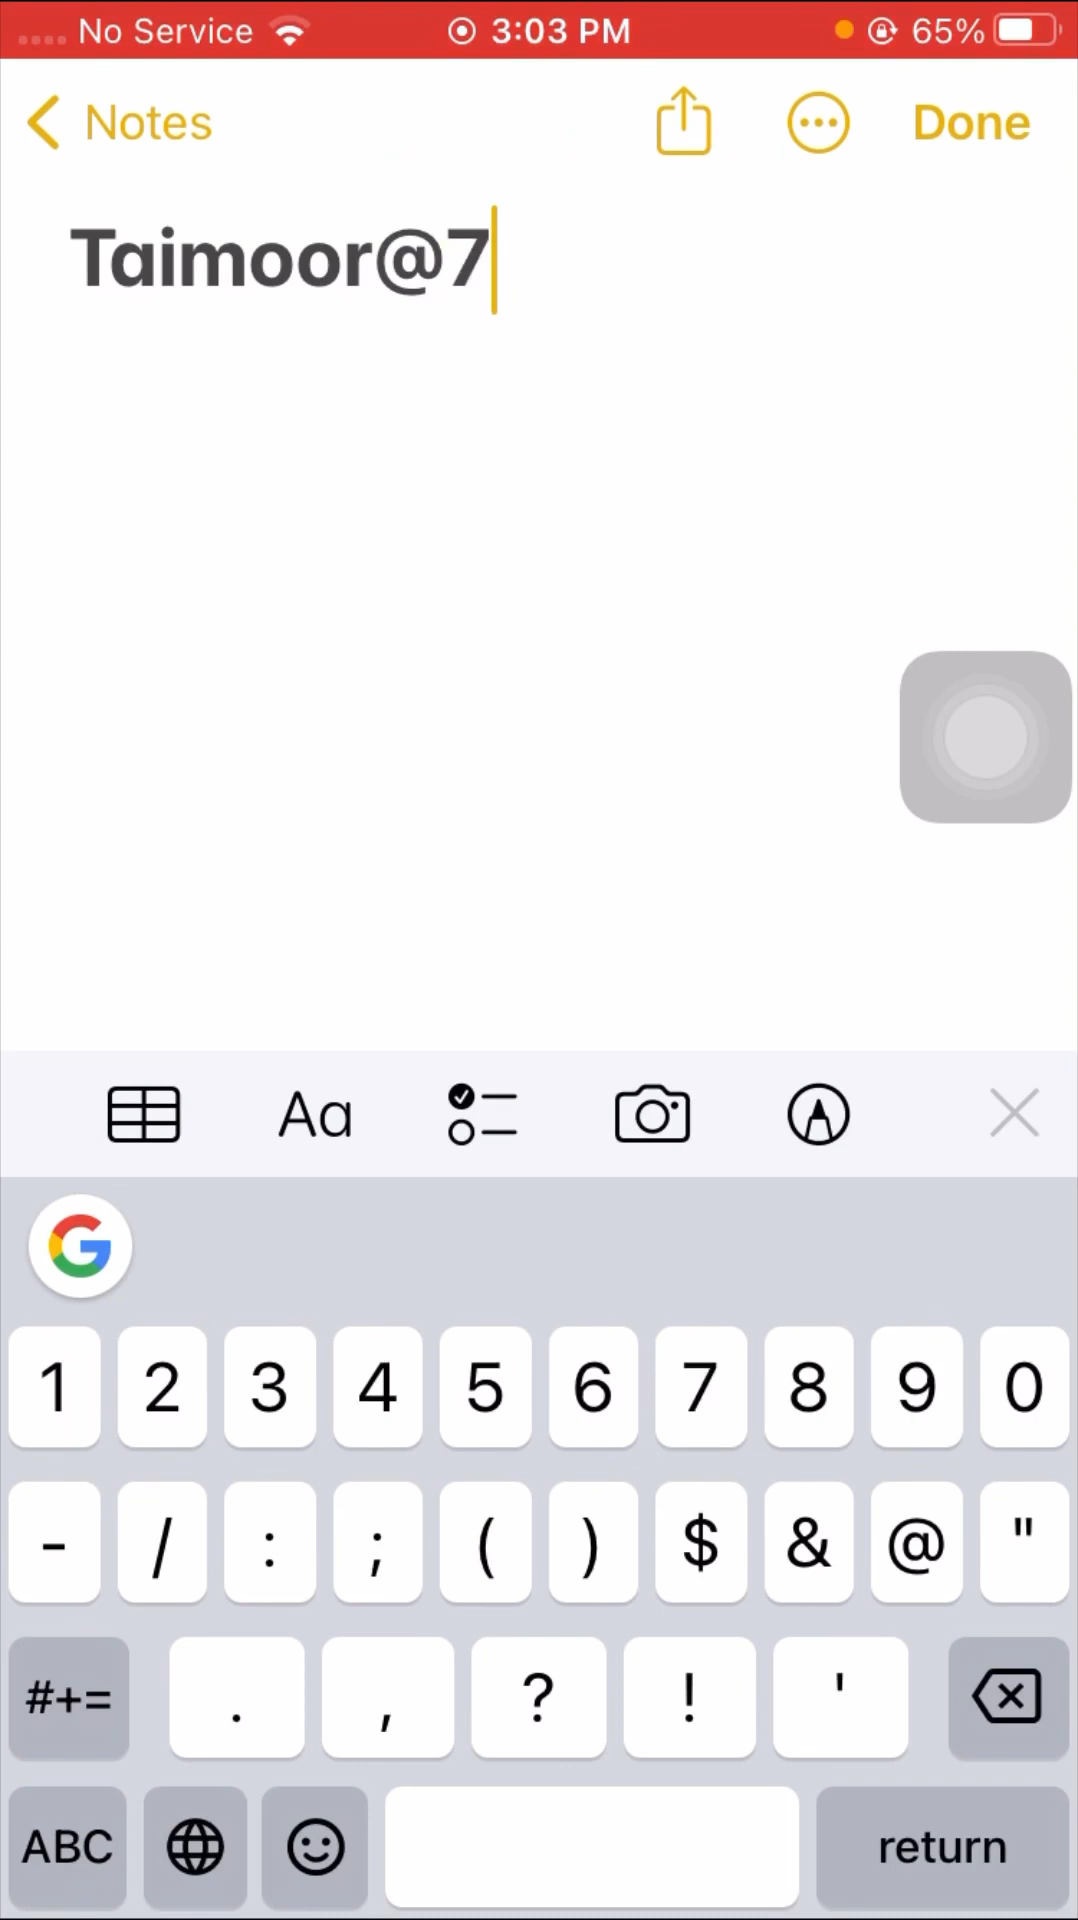 No Service 3:03 PM 65%
Notes Done
Taimoor@7
Aa
G
1 2 3 4 5 6 7 8 9 0
- / : ; ( ) $ & @ "
#+= . , ? ! '
ABC return